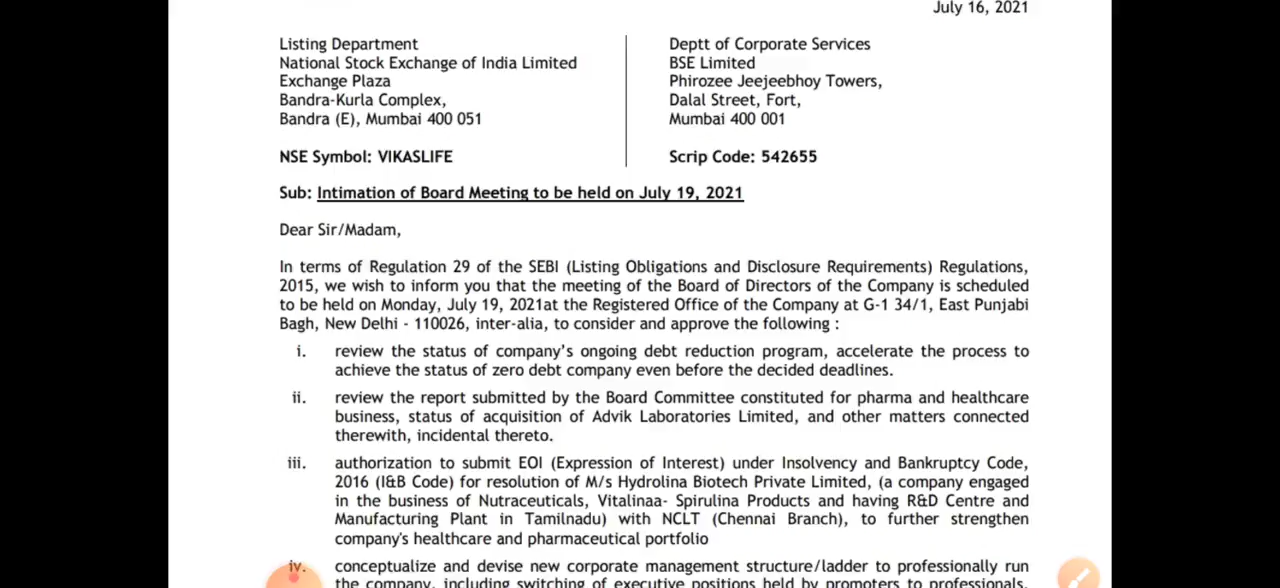 July 16, 2021
Listing Department
National Stock Exchange of India Limited
Exchange Plaza
Bandra-Kurla Complex,
Bandra (E), Mumbai 400 051
NSE Symbol: VIKASLIFE
Deptt of Corporate Services
BSE Limited
Phirozee Jeejeebhoy Towers,
Dalal Street, Fort,
Mumbai 400 001
Scrip Code: 542655
Sub: Intimation of Board Meeting to be held on July 19, 2021
Dear Sir/Madam,
In terms of Regulation 29 of the SEBI (Listing Obligations and Disclosure Requirements) Regulations,
2015, we wish to inform you that the meeting of the Board of Directors of the Company is scheduled
to be held on Monday, July 19, 2021at the Registered Office of the Company at G-1 34/1, East Punjabi
Bagh, New Delhi - 110026, inter-alia, to consider and approve the following :
i. review the status of company's ongoing debt reduction program, accelerate the process to
achieve the status of zero debt company even before the decided deadlines.
ii. review the report submitted by the Board Committee constituted for pharma and healthcare
business, status of acquisition of Advik Laboratories Limited, and other matters connected
therewith, incidental thereto.
iii. authorization to submit EOI (Expression of Interest) under Insolvency and Bankruptcy Code,
2016 (I&B Code) for resolution of M/s Hydrolina Biotech Private Limited, (a company engaged
in the business of Nutraceuticals, Vitalinaa- Spirulina Products and having R&D Centre and
Manufacturing Plant in Tamilnadu) with NCLT (Chennai Branch), to further strengthen
company's healthcare and pharmaceutical portfolio
iv. conceptualize and devise new corporate management structure/ladder to professionally run
the company, including switching of executive positions held by promoters to professionals,